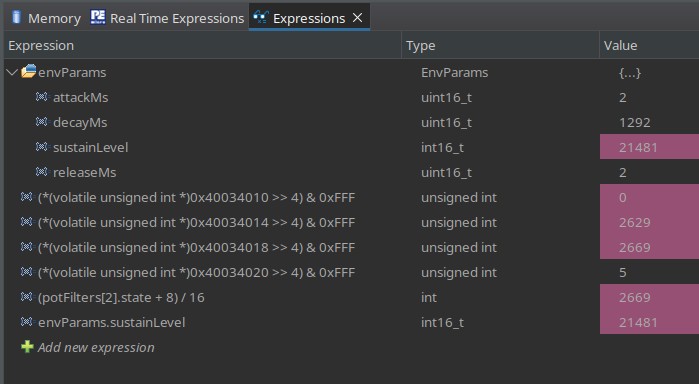 Memory Real Time Expressions Expressions
Expression Type Value
envParams EnvParams {...}
attackMs uint16_t 2
decayMs uint16_t 1292
sustainLevel int16_t 21481
releaseMs uint16_t 2
(*(volatile unsigned int *)0x40034010 >> 4) & 0xFFF unsigned int 0
(*(volatile unsigned int *)0x40034014 >> 4) & 0xFFF unsigned int 2629
(*(volatile unsigned int *)0x40034018 >> 4) & 0xFFF unsigned int 2669
(*(volatile unsigned int *)0x40034020 >> 4) & 0xFFF unsigned int 5
(potFilters[2].state + 8) / 16 int 2669
envParams.sustainLevel int16_t 21481
Add new expression